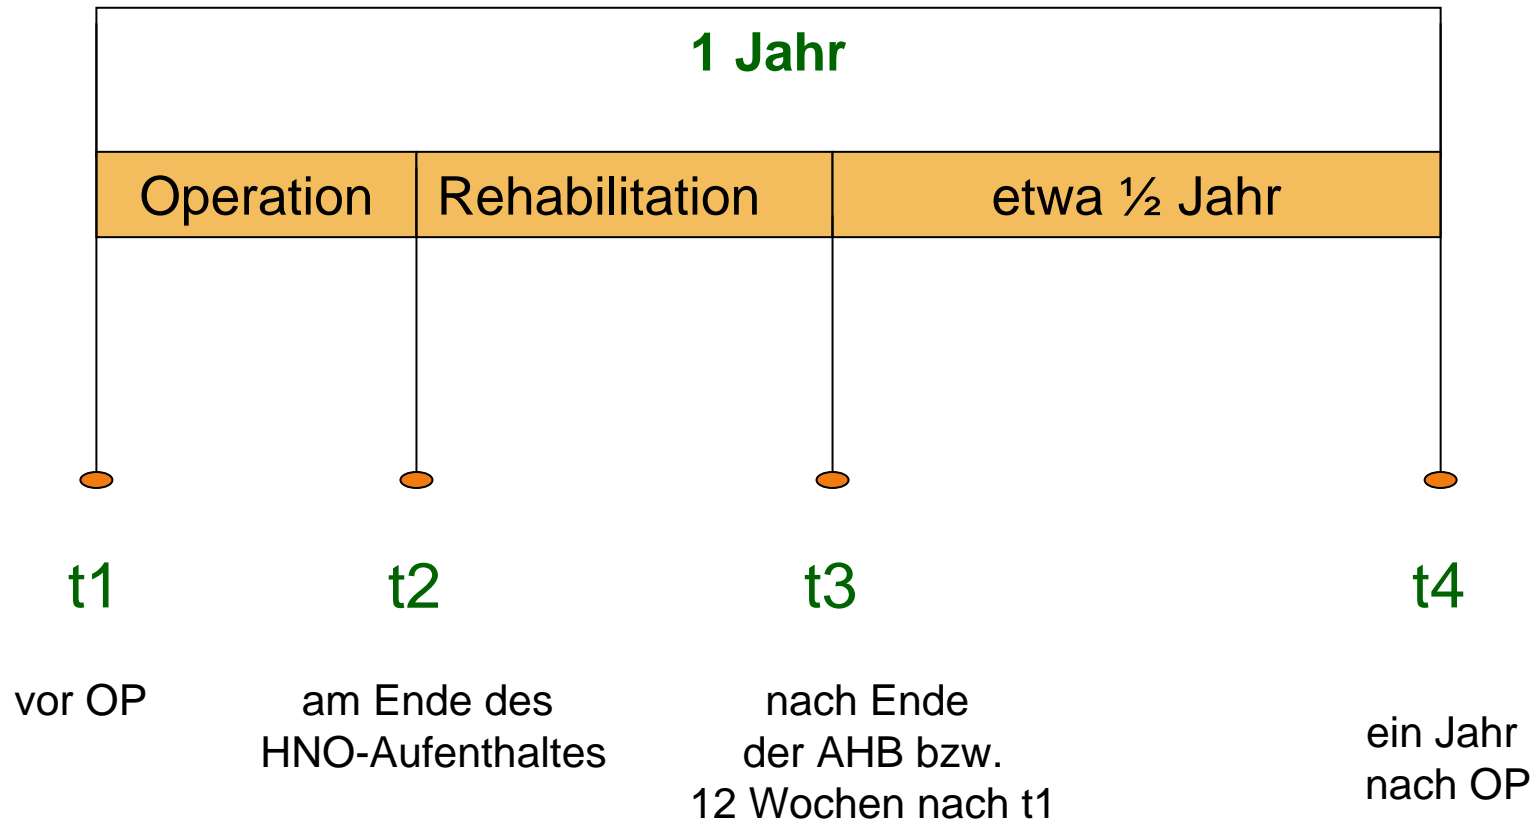 1 Jahr
Operation
Rehabilitation
etwa ½ Jahr
t1
t2
t3
t4
vor OP
am Ende des
HNO-Aufenthaltes
nach Ende
der AHB bzw.
12 Wochen nach t1
ein Jahr
nach OP